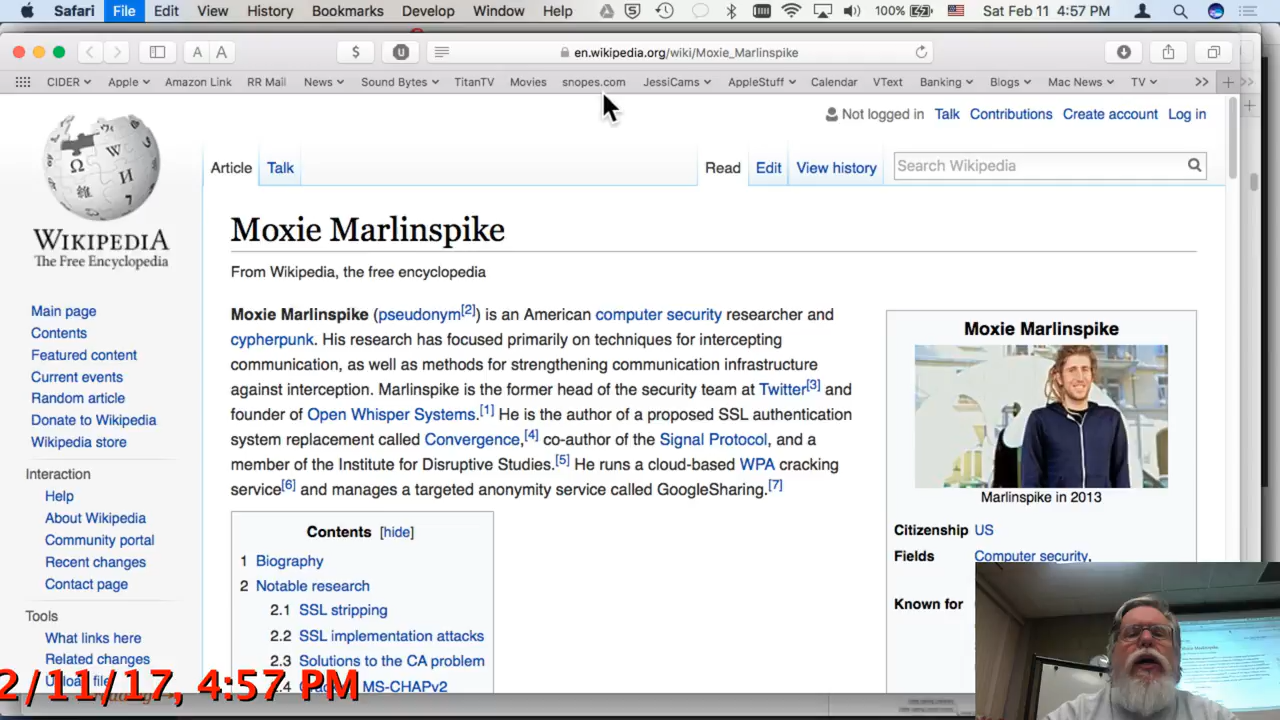 Safari File Edit View History Bookmarks Develop Window Help 100% Sat Feb 11 4:57 PM
A A $ en.wikipedia.org/wiki/Moxie_Marlinspike
CIDER Apple Amazon Link RR Mail News Sound Bytes TitanTV Movies snopes.com JessiCams AppleStuff Calendar VText Banking Blogs Mac News TV >> +
Not logged in Talk Contributions Create account Log in
Article Talk Read Edit View history Search Wikipedia
WIKIPEDIA
The Free Encyclopedia
Main page
Contents
Featured content
Current events
Random article
Donate to Wikipedia
Wikipedia store
Interaction
Help
About Wikipedia
Community portal
Recent changes
Contact page
Tools
What links here
Related changes
Moxie Marlinspike
From Wikipedia, the free encyclopedia
Moxie Marlinspike (pseudonym[2]) is an American computer security researcher and
cypherpunk. His research has focused primarily on techniques for intercepting
communication, as well as methods for strengthening communication infrastructure
against interception. Marlinspike is the former head of the security team at Twitter[3] and
founder of Open Whisper Systems.[1] He is the author of a proposed SSL authentication
system replacement called Convergence,[4] co-author of the Signal Protocol, and a
member of the Institute for Disruptive Studies.[5] He runs a cloud-based WPA cracking
service[6] and manages a targeted anonymity service called GoogleSharing.[7]
Contents [hide]
1 Biography
2 Notable research
2.1 SSL stripping
2.2 SSL implementation attacks
2.3 Solutions to the CA problem
MS-CHAPv2
Moxie Marlinspike
Marlinspike in 2013
Citizenship US
Fields Computer security,
Known for
2/11/17, 4:57 PM